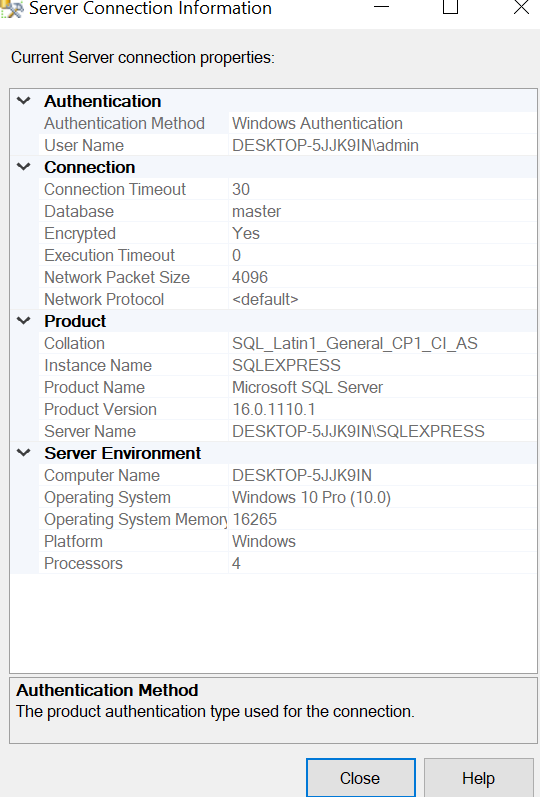 Server Connection Information
Current Server connection properties:
Authentication
Authentication Method Windows Authentication
User Name DESKTOP-5JJK9IN\admin
Connection
Connection Timeout 30
Database master
Encrypted Yes
Execution Timeout 0
Network Packet Size 4096
Network Protocol <default>
Product
Collation SQL_Latin1_General_CP1_CI_AS
Instance Name SQLEXPRESS
Product Name Microsoft SQL Server
Product Version 16.0.1110.1
Server Name DESKTOP-5JJK9IN\SQLEXPRESS
Server Environment
Computer Name DESKTOP-5JJK9IN
Operating System Windows 10 Pro (10.0)
Operating System Memory 16265
Platform Windows
Processors 4
Authentication Method
The product authentication type used for the connection.
Close Help